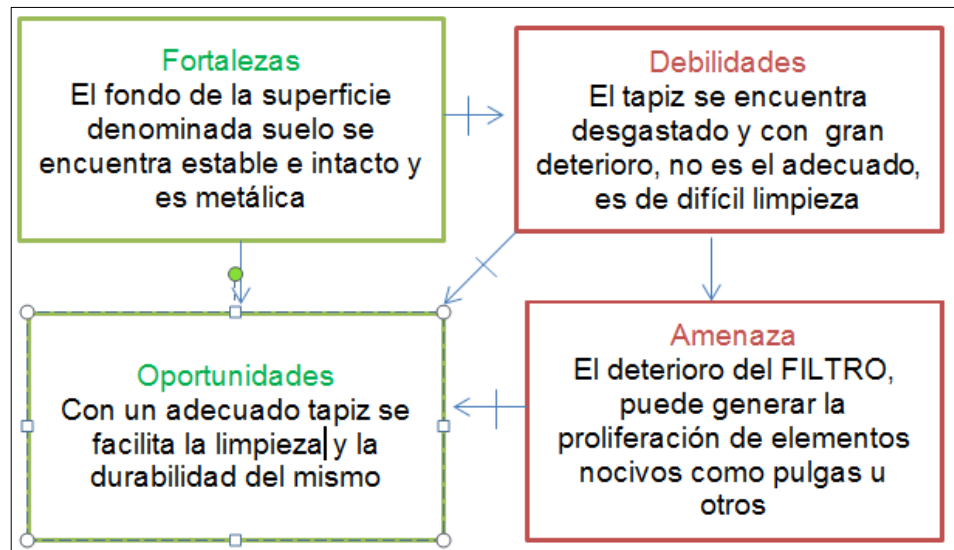 Fortalezas
El fondo de la superficie
denominada suelo se
encuentra estable e intacto y
es metálica
Debilidades
El tapiz se encuentra
desgastado y con gran
deterioro, no es el adecuado,
es de difícil limpieza
Oportunidades
Con un adecuado tapiz se
facilita la limpieza y la
durabilidad del mismo
Amenaza
El deterioro del FILTRO,
puede generar la
proliferación de elementos
nocivos como pulgas u
otros